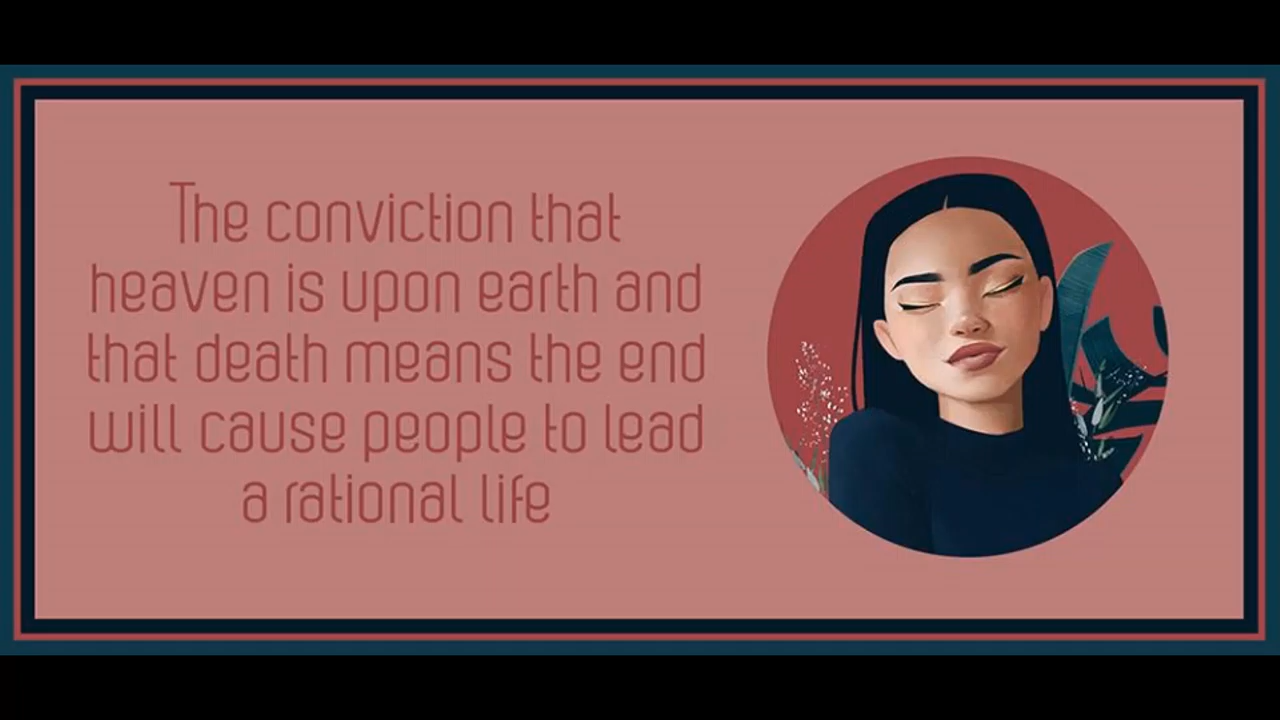 The conviction that
heaven is upon earth and
that death means the end
will cause people to lead
a rational life